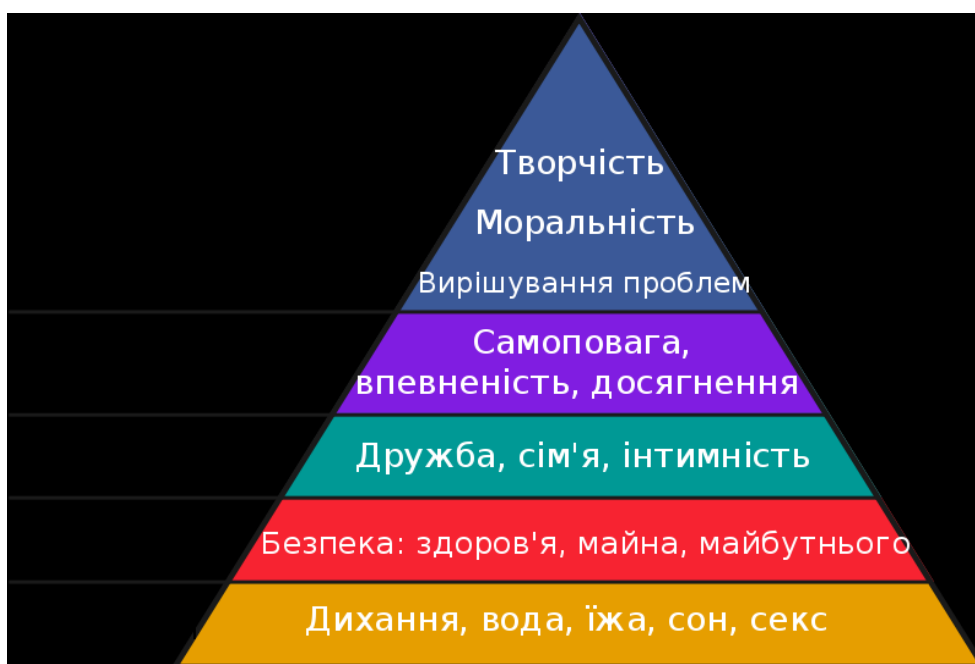 Творчість
Моральність
Вирішування проблем
Самоповага,
впевненість, досягнення
Дружба, сім'я, інтимність
Безпека: здоров'я, майна, майбутнього
Дихання, вода, їжа, сон, секс